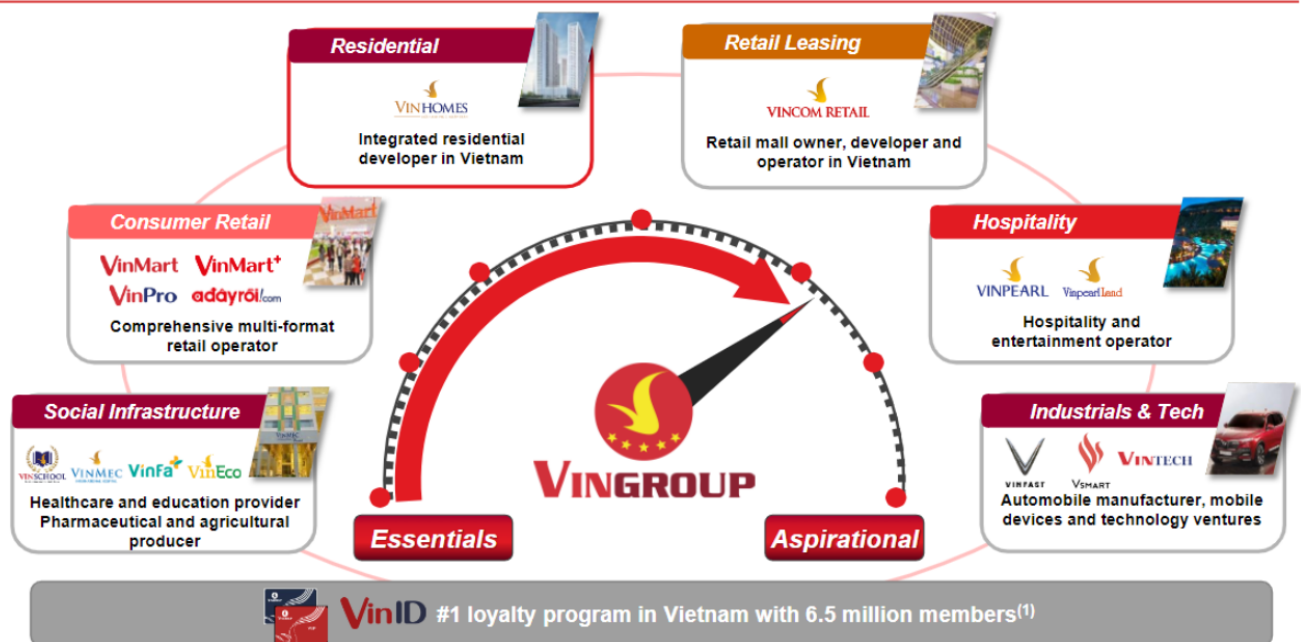 Residential
VINHOMES
Integrated residential
developer in Vietnam
Retail Leasing
VINCOM RETAIL
Retail mall owner, developer and
operator in Vietnam
Consumer Retail
VinMart VinMart+
VinPro adâyrôi!.com
Comprehensive multi-format
retail operator
VinMart
Hospitality
VINPEARL VinpearlLand
Hospitality and
entertainment operator
Social Infrastructure
VINSCHOOL VINMEC VinFa VinEco
Healthcare and education provider
Pharmaceutical and agricultural
producer
VINMEC
Industrials & Tech
VINFAST VSMART VINTECH
Automobile manufacturer, mobile
devices and technology ventures
VINGROUP
Essentials
Aspirational
VinID #1 loyalty program in Vietnam with 6.5 million members(1)